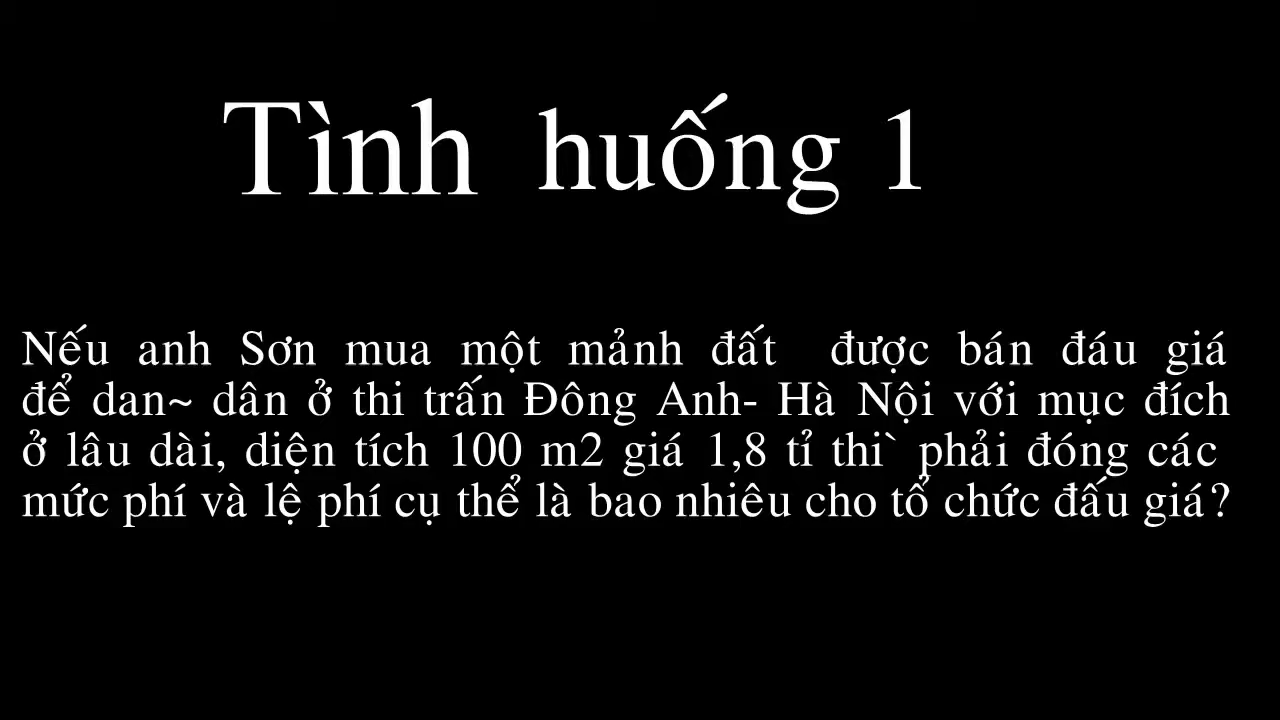 Tình huống 1
Nếu anh Sơn mua một mảnh đất được bán đáu giá
để dan~ dân ở thi trấn Đông Anh- Hà Nội với mục đích
ở lâu dài, diện tích 100 m2 giá 1,8 tỉ thi` phải đóng các
mức phí và lệ phí cụ thể là bao nhiêu cho tổ chức đấu giá?